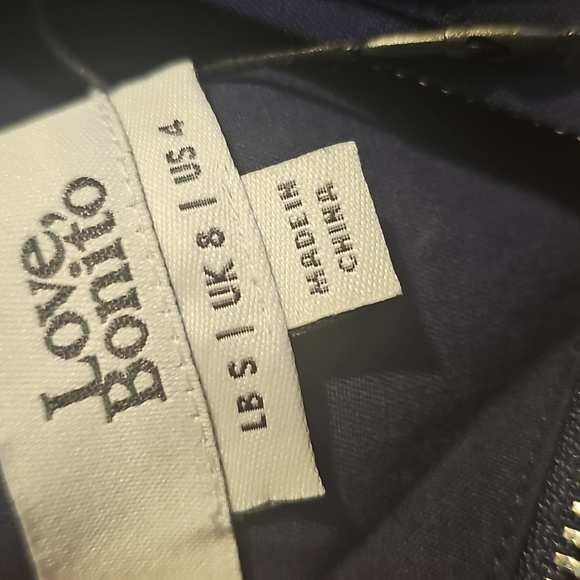 Love,
Bonito
LB S | UK 8 | US 4
MADE IN
CHINA